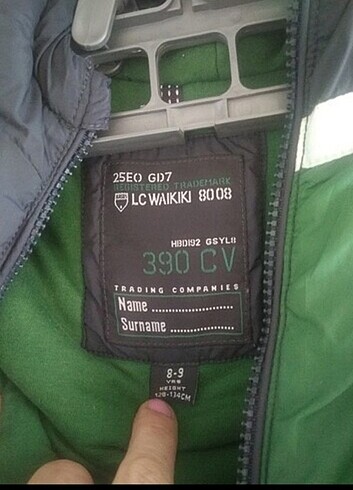 25EO GD7
REGISTERED TRADEMARK
LC WAIKIKI 8008
HBD192 GSYL11
390 CV
TRADING COMPANIES
Name ....................
Surname ................
8-9
YRS
HEIGHT
128-134CM